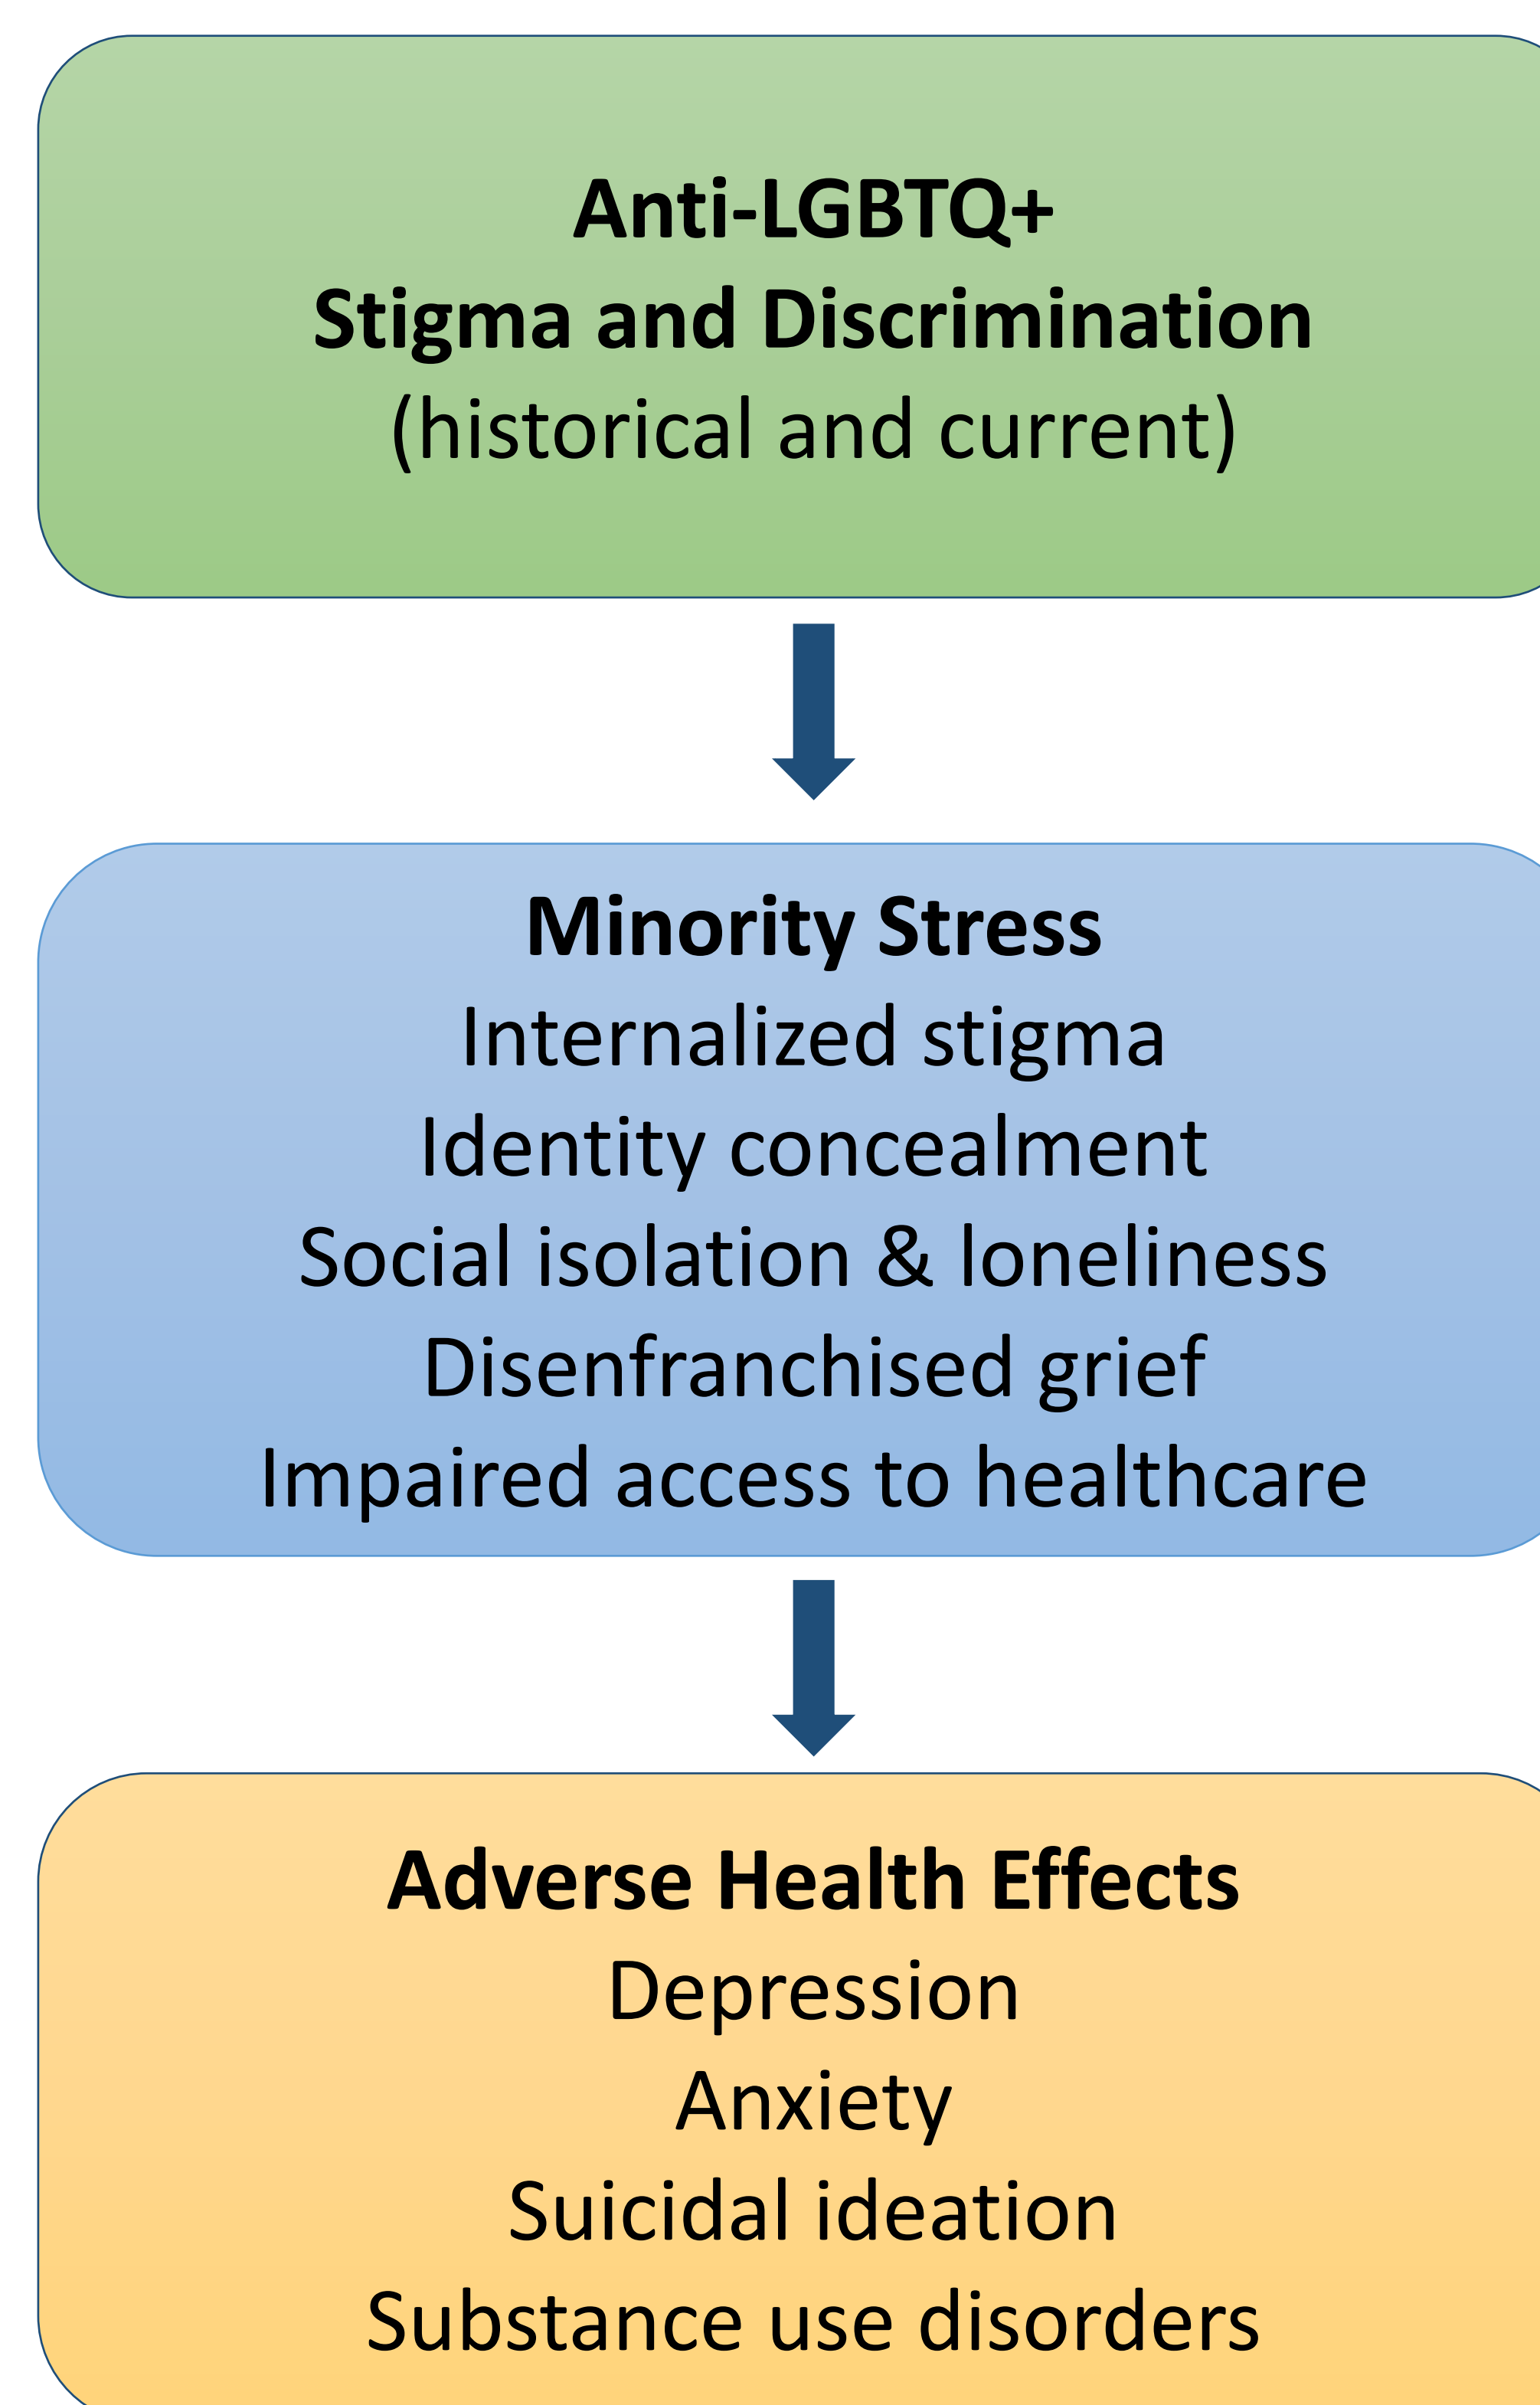 Anti-LGBTQ+
Stigma and Discrimination
(historical and current)
Minority Stress
Internalized stigma
Identity concealment
Social isolation & loneliness
Disenfranchised grief
Impaired access to healthcare
Adverse Health Effects
Depression
Anxiety
Suicidal ideation
Substance use disorders